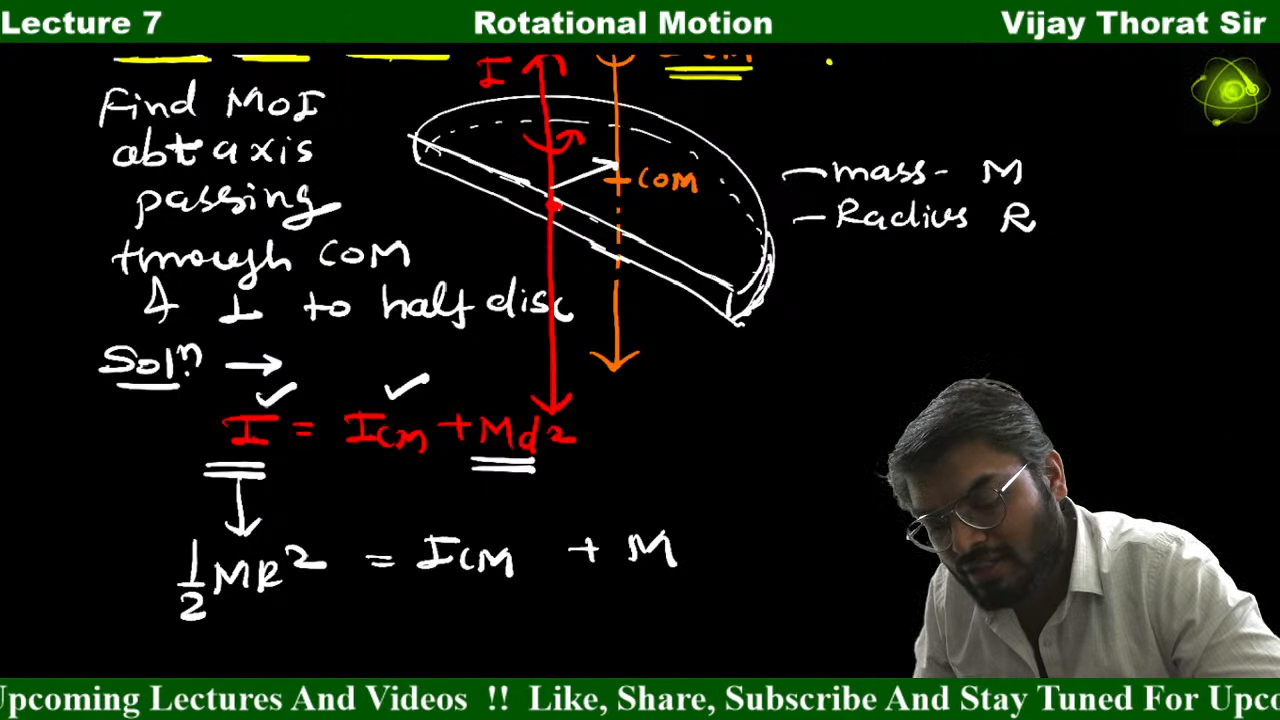 Lecture 7
Rotational Motion
Vijay Thorat Sir
Find MOI
abt axis
passing
through COM
& ⊥ to half disc
I
COM
– mass - M
– Radius R
Solⁿ →
I = ICM + Md2
1/2 MR2 = ICM + M
Upcoming Lectures And Videos !! Like, Share, Subscribe And Stay Tuned For Upco